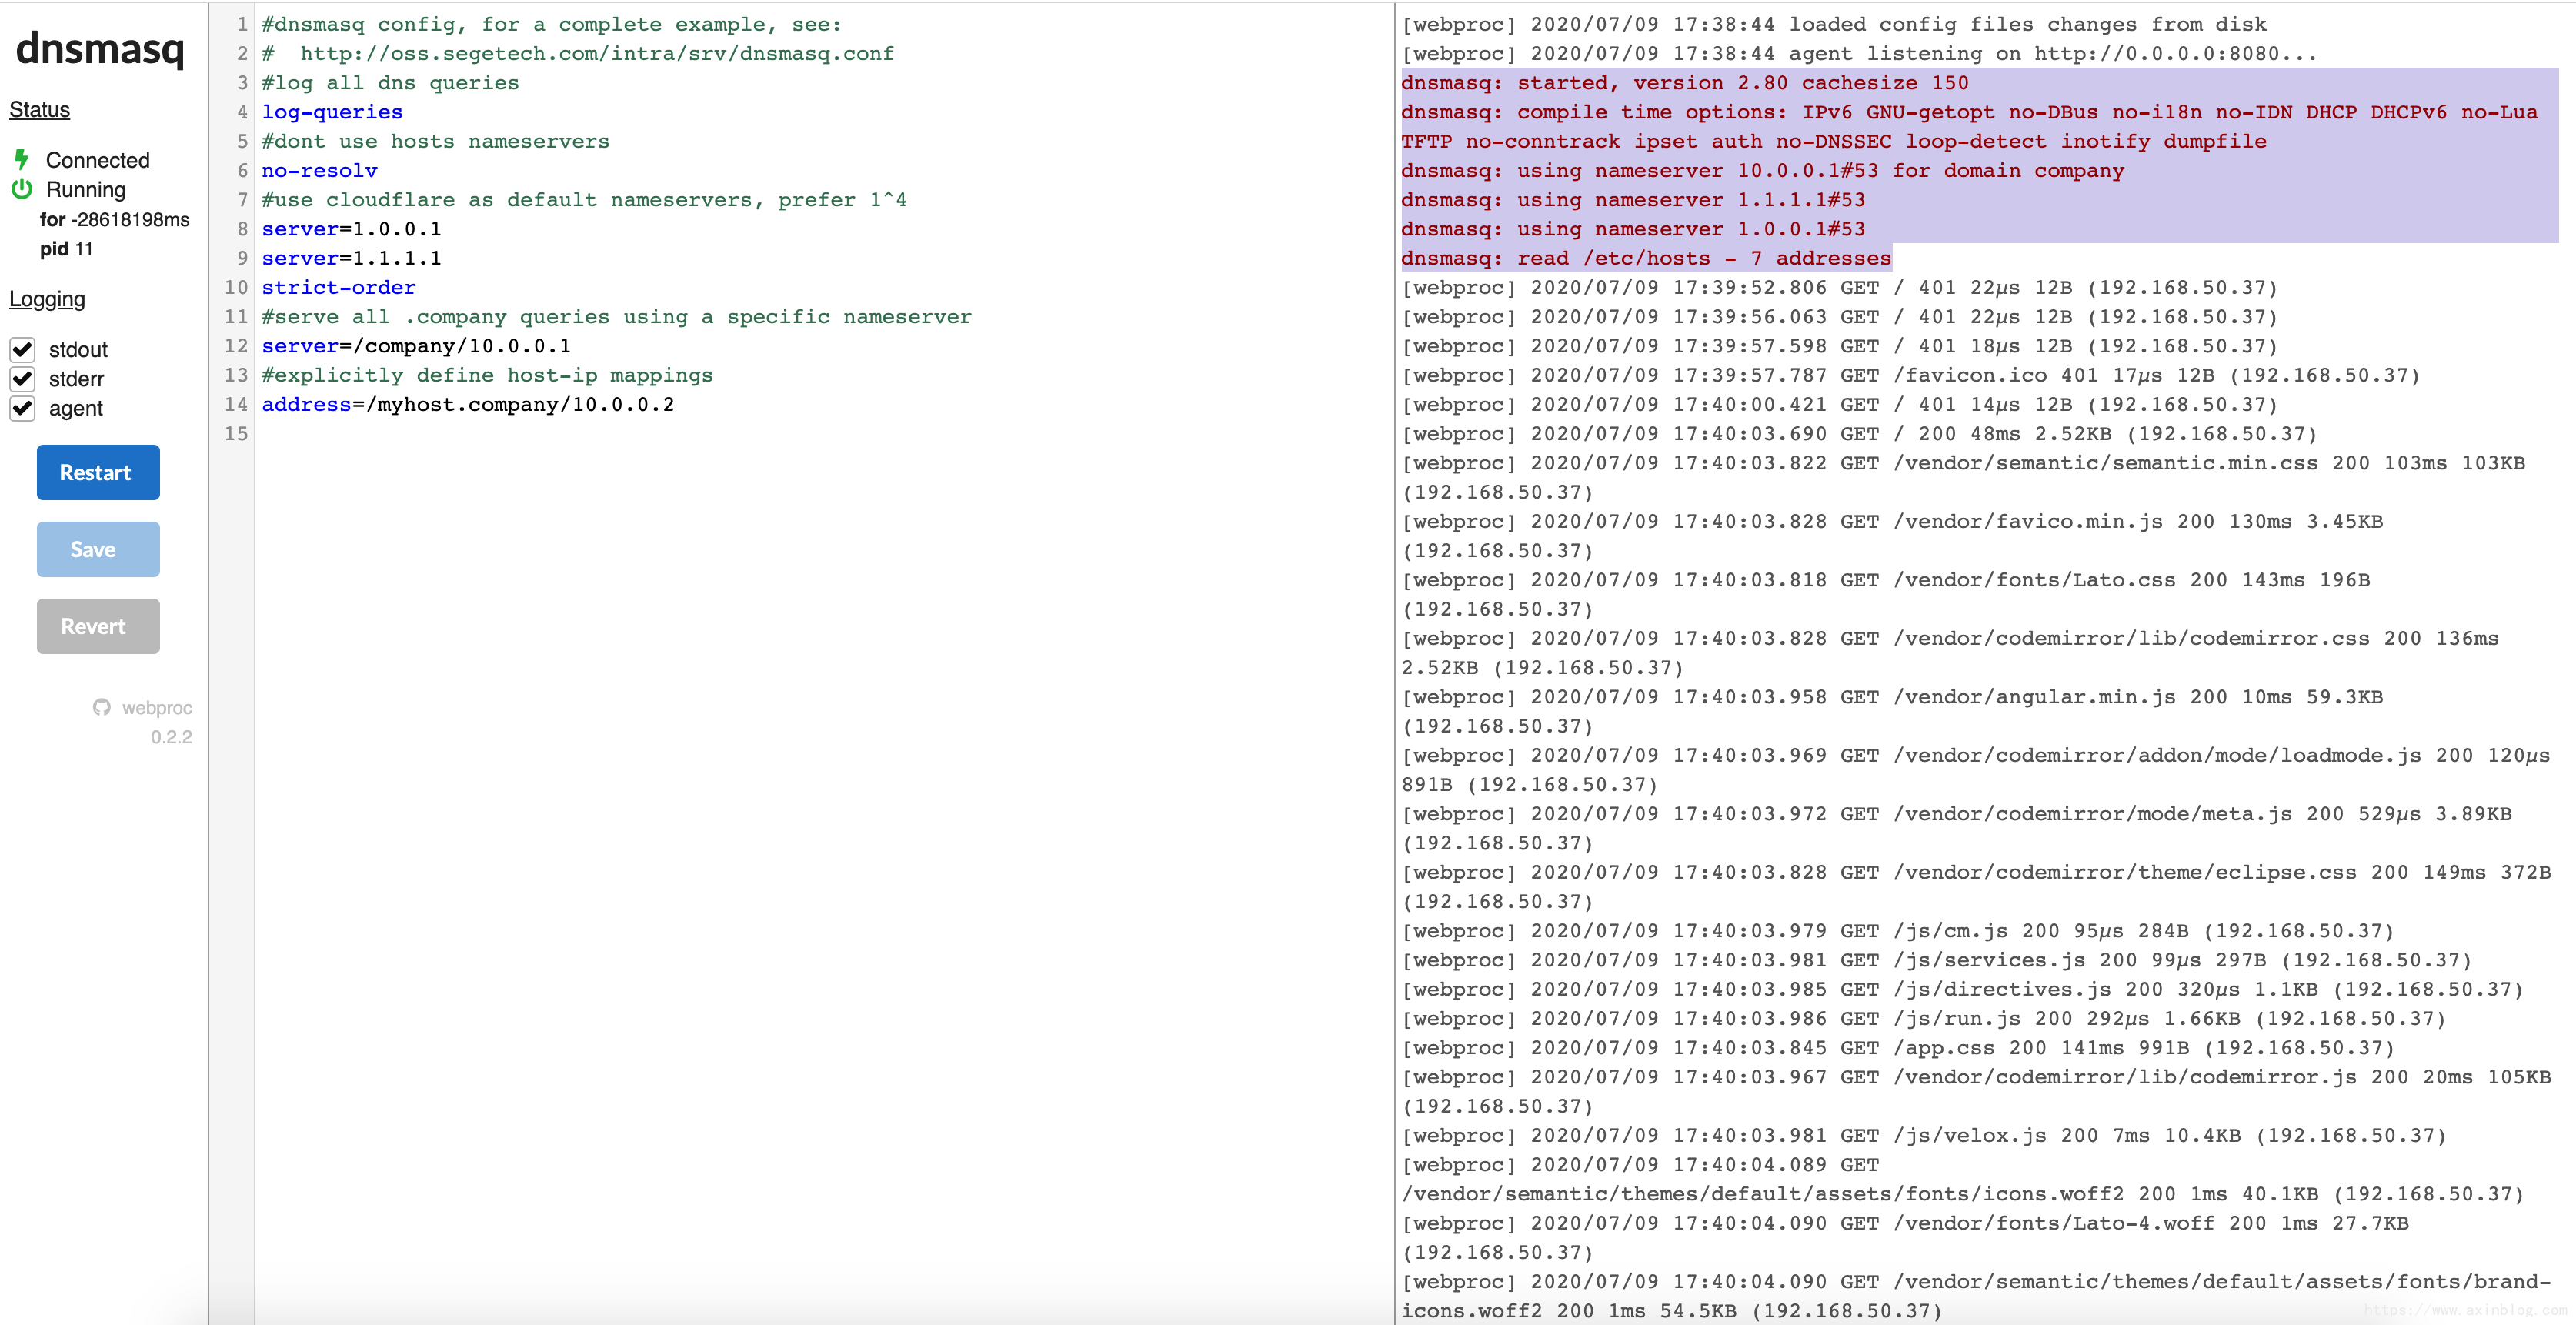 dnsmasq
Status
Connected
Running
for -28618198ms
pid 11
Logging
stdout
stderr
agent
Restart
Save
Revert
webproc
0.2.2
1 #dnsmasq config, for a complete example, see:
2 #  http://oss.segetech.com/intra/srv/dnsmasq.conf
3 #log all dns queries
4 log-queries
5 #dont use hosts nameservers
6 no-resolv
7 #use cloudflare as default nameservers, prefer 1^4
8 server=1.0.0.1
9 server=1.1.1.1
10 strict-order
11 #serve all .company queries using a specific nameserver
12 server=/company/10.0.0.1
13 #explicitly define host-ip mappings
14 address=/myhost.company/10.0.0.2
15
[webproc] 2020/07/09 17:38:44 loaded config files changes from disk
[webproc] 2020/07/09 17:38:44 agent listening on http://0.0.0.0:8080...
dnsmasq: started, version 2.80 cachesize 150
dnsmasq: compile time options: IPv6 GNU-getopt no-DBus no-i18n no-IDN DHCP DHCPv6 no-Lua
TFTP no-conntrack ipset auth no-DNSSEC loop-detect inotify dumpfile
dnsmasq: using nameserver 10.0.0.1#53 for domain company
dnsmasq: using nameserver 1.1.1.1#53
dnsmasq: using nameserver 1.0.0.1#53
dnsmasq: read /etc/hosts - 7 addresses
[webproc] 2020/07/09 17:39:52.806 GET / 401 22µs 12B (192.168.50.37)
[webproc] 2020/07/09 17:39:56.063 GET / 401 22µs 12B (192.168.50.37)
[webproc] 2020/07/09 17:39:57.598 GET / 401 18µs 12B (192.168.50.37)
[webproc] 2020/07/09 17:39:57.787 GET /favicon.ico 401 17µs 12B (192.168.50.37)
[webproc] 2020/07/09 17:40:00.421 GET / 401 14µs 12B (192.168.50.37)
[webproc] 2020/07/09 17:40:03.690 GET / 200 48ms 2.52KB (192.168.50.37)
[webproc] 2020/07/09 17:40:03.822 GET /vendor/semantic/semantic.min.css 200 103ms 103KB
(192.168.50.37)
[webproc] 2020/07/09 17:40:03.828 GET /vendor/favico.min.js 200 130ms 3.45KB
(192.168.50.37)
[webproc] 2020/07/09 17:40:03.818 GET /vendor/fonts/Lato.css 200 143ms 196B
(192.168.50.37)
[webproc] 2020/07/09 17:40:03.828 GET /vendor/codemirror/lib/codemirror.css 200 136ms
2.52KB (192.168.50.37)
[webproc] 2020/07/09 17:40:03.958 GET /vendor/angular.min.js 200 10ms 59.3KB
(192.168.50.37)
[webproc] 2020/07/09 17:40:03.969 GET /vendor/codemirror/addon/mode/loadmode.js 200 120µs
891B (192.168.50.37)
[webproc] 2020/07/09 17:40:03.972 GET /vendor/codemirror/mode/meta.js 200 529µs 3.89KB
(192.168.50.37)
[webproc] 2020/07/09 17:40:03.828 GET /vendor/codemirror/theme/eclipse.css 200 149ms 372B
(192.168.50.37)
[webproc] 2020/07/09 17:40:03.979 GET /js/cm.js 200 95µs 284B (192.168.50.37)
[webproc] 2020/07/09 17:40:03.981 GET /js/services.js 200 99µs 297B (192.168.50.37)
[webproc] 2020/07/09 17:40:03.985 GET /js/directives.js 200 320µs 1.1KB (192.168.50.37)
[webproc] 2020/07/09 17:40:03.986 GET /js/run.js 200 292µs 1.66KB (192.168.50.37)
[webproc] 2020/07/09 17:40:03.845 GET /app.css 200 141ms 991B (192.168.50.37)
[webproc] 2020/07/09 17:40:03.967 GET /vendor/codemirror/lib/codemirror.js 200 20ms 105KB
(192.168.50.37)
[webproc] 2020/07/09 17:40:03.981 GET /js/velox.js 200 7ms 10.4KB (192.168.50.37)
[webproc] 2020/07/09 17:40:04.089 GET
/vendor/semantic/themes/default/assets/fonts/icons.woff2 200 1ms 40.1KB (192.168.50.37)
[webproc] 2020/07/09 17:40:04.090 GET /vendor/fonts/Lato-4.woff 200 1ms 27.7KB
(192.168.50.37)
[webproc] 2020/07/09 17:40:04.090 GET /vendor/semantic/themes/default/assets/fonts/brand-
icons.woff2 200 1ms 54.5KB (192.168.50.37)
https://www.axinblog.com